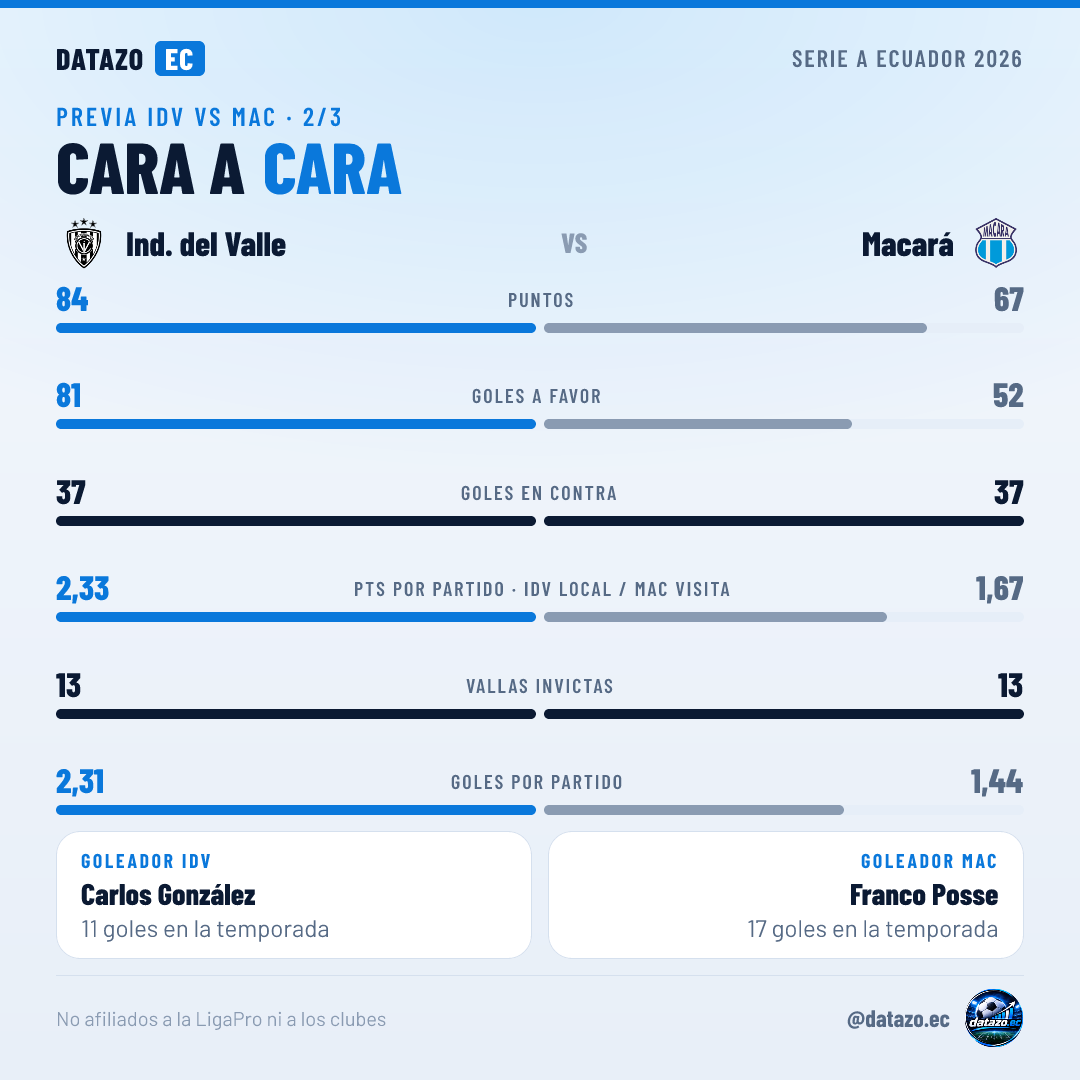 DATAZO EC
SERIE A ECUADOR 2026
PREVIA IDV VS MAC · 2/3
CARA A CARA
Ind. del Valle VS Macará MACARÁ
84 PUNTOS 67
81 GOLES A FAVOR 52
37 GOLES EN CONTRA 37
2,33 PTS POR PARTIDO · IDV LOCAL / MAC VISITA 1,67
13 VALLAS INVICTAS 13
2,31 GOLES POR PARTIDO 1,44
GOLEADOR IDV
Carlos González
11 goles en la temporada
GOLEADOR MAC
Franco Posse
17 goles en la temporada
No afiliados a la LigaPro ni a los clubes
@datazo.ec datazo.ec